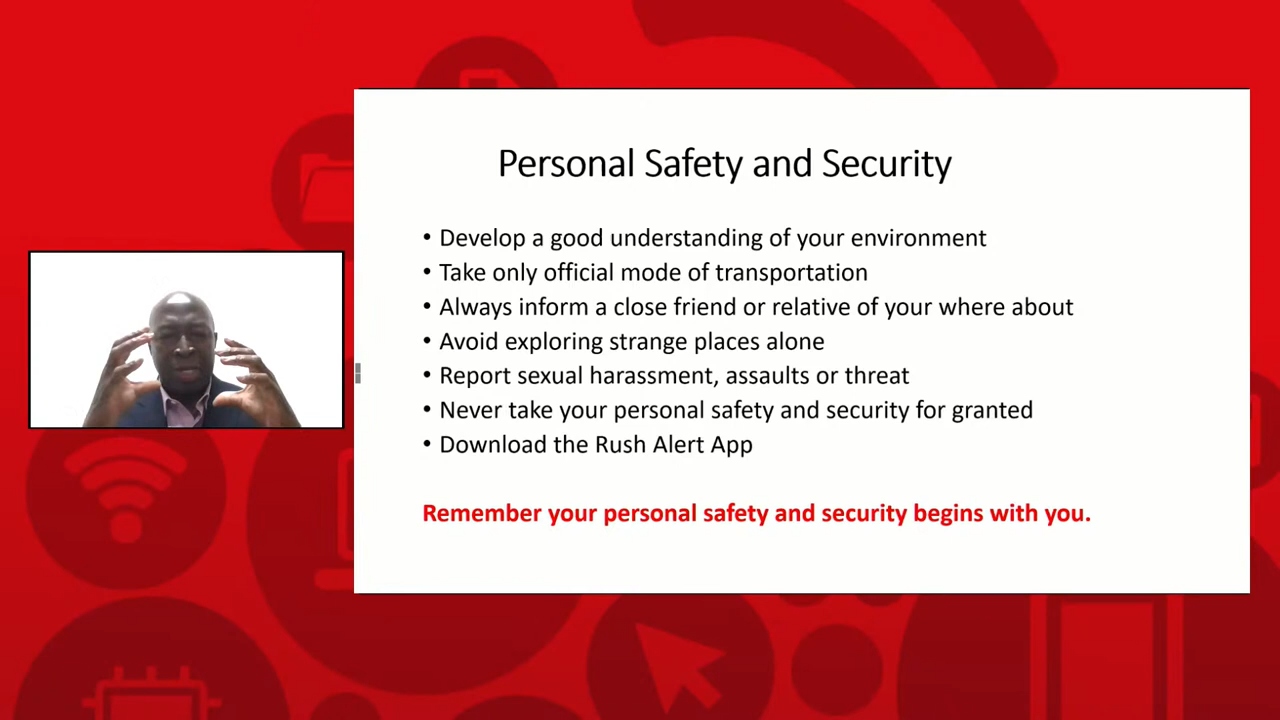 Personal Safety and Security
• Develop a good understanding of your environment
• Take only official mode of transportation
• Always inform a close friend or relative of your where about
• Avoid exploring strange places alone
• Report sexual harassment, assaults or threat
• Never take your personal safety and security for granted
• Download the Rush Alert App
Remember your personal safety and security begins with you.